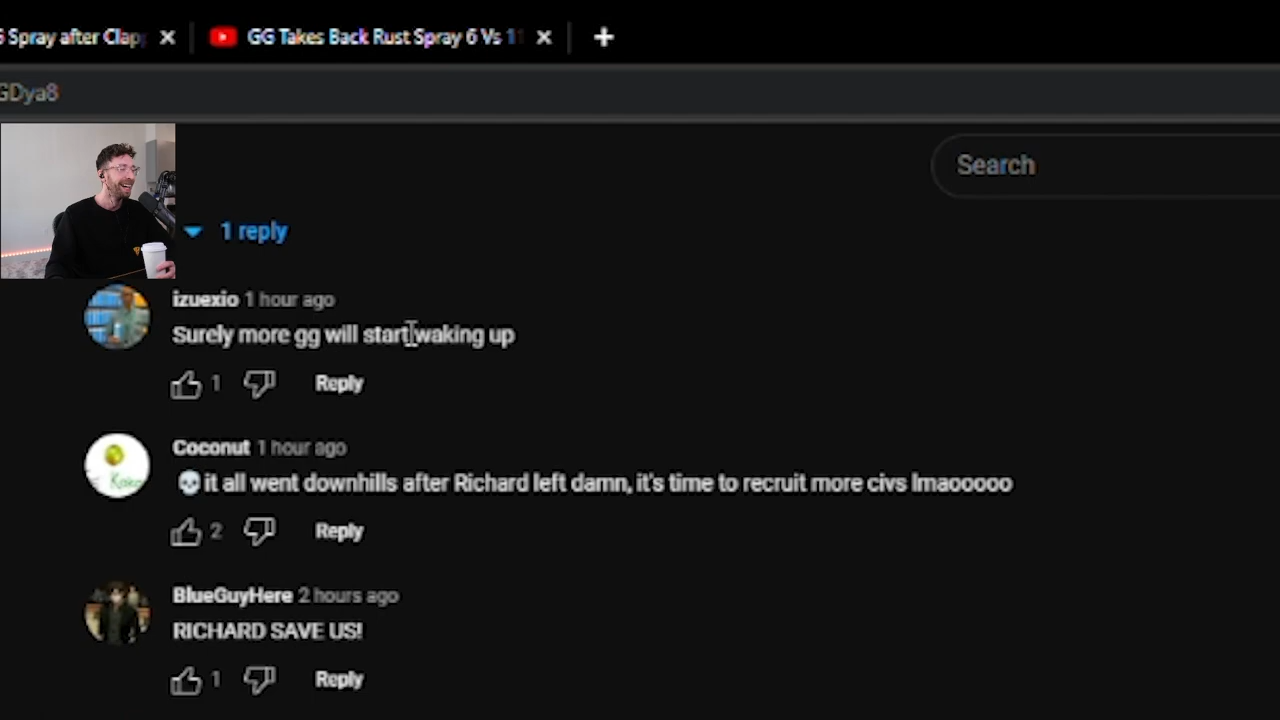 Spray after Clap
GG Takes Back Rust Spray 6 Vs 1
GDya8
Search
1 reply
izuexio 1 hour ago
Surely more gg will start waking up
1 Reply
Coconut 1 hour ago
💀it all went downhills after Richard left damn, it's time to recruit more civs lmaooooo
2 Reply
BlueGuyHere 2 hours ago
RICHARD SAVE US!
1 Reply